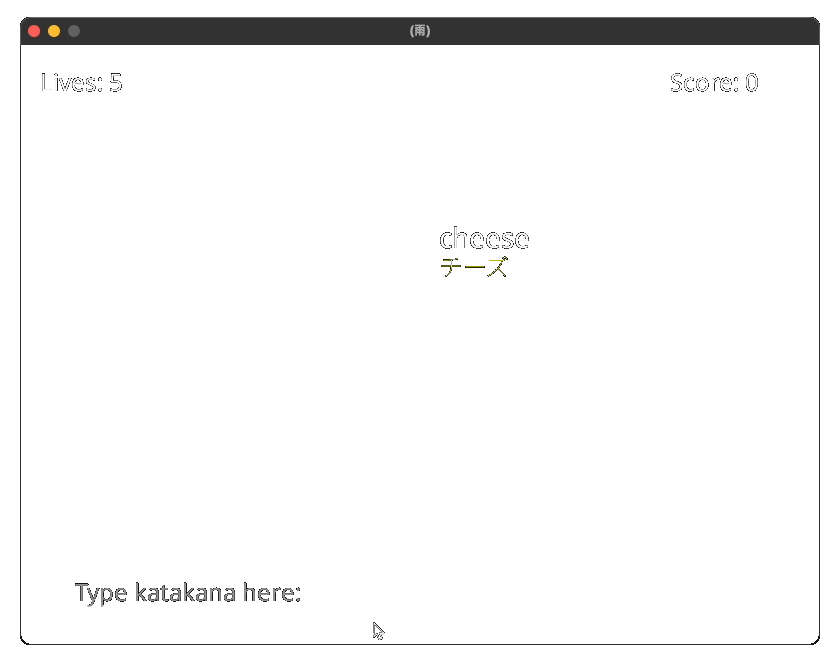 (雨)
Lives: 5
Score: 0
cheese
チーズ
Type katakana here: